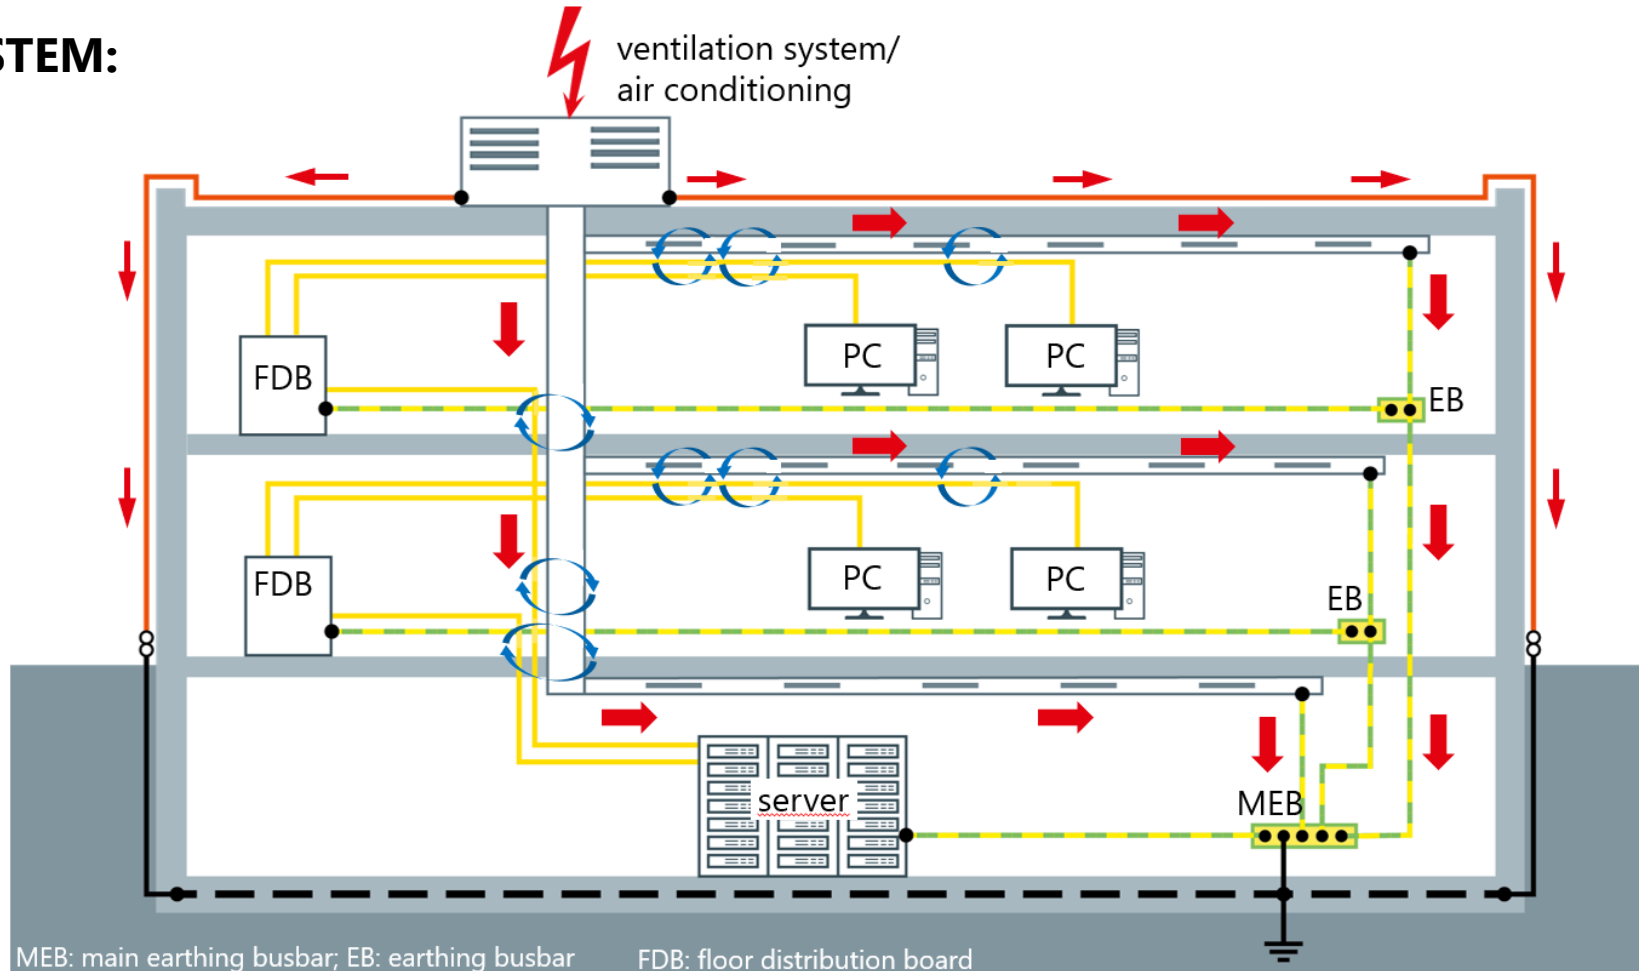 STEM:
ventilation system/
air conditioning
FDB
PC
PC
EB
FDB
PC
PC
EB
server
MEB
MEB: main earthing busbar; EB: earthing busbar
FDB: floor distribution board